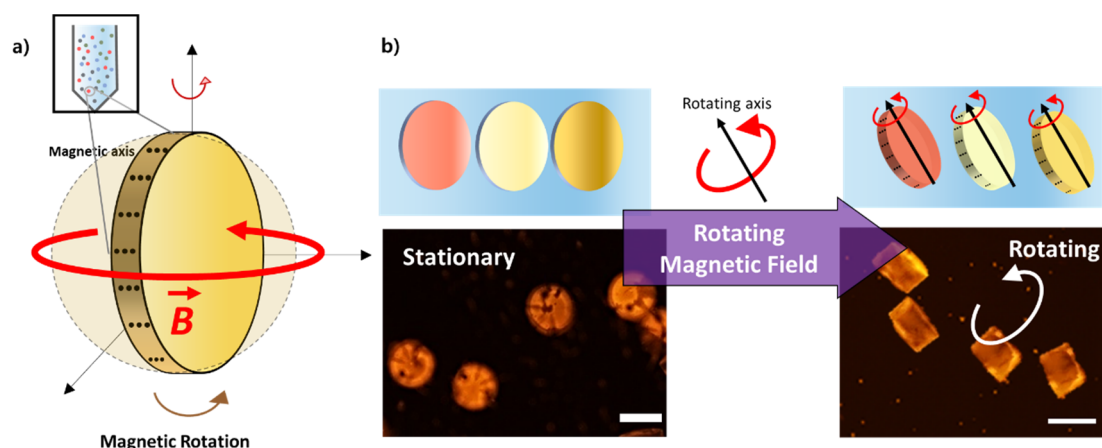 a)
Magnetic axis
B
Magnetic Rotation
b)
Rotating axis
Stationary
Rotating
Magnetic Field
Rotating